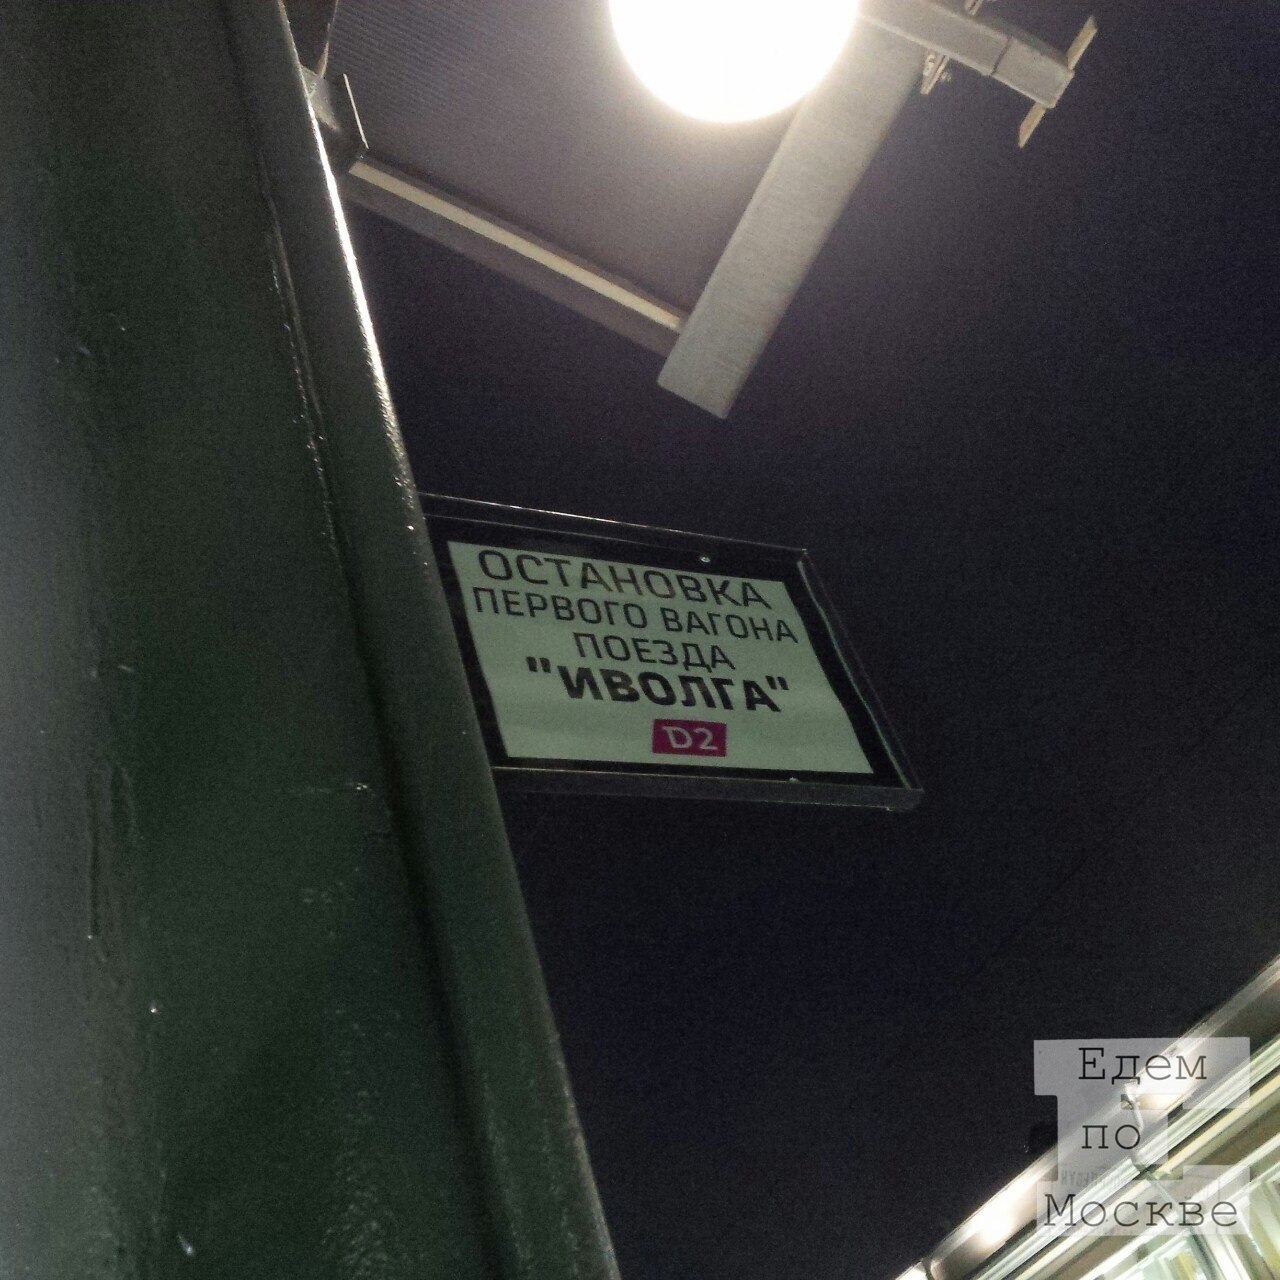 ОСТАНОВКА
ПЕРВОГО ВАГОНА
ПОЕЗДА
"ИВОЛГА"
D2
Едем
по
Москве